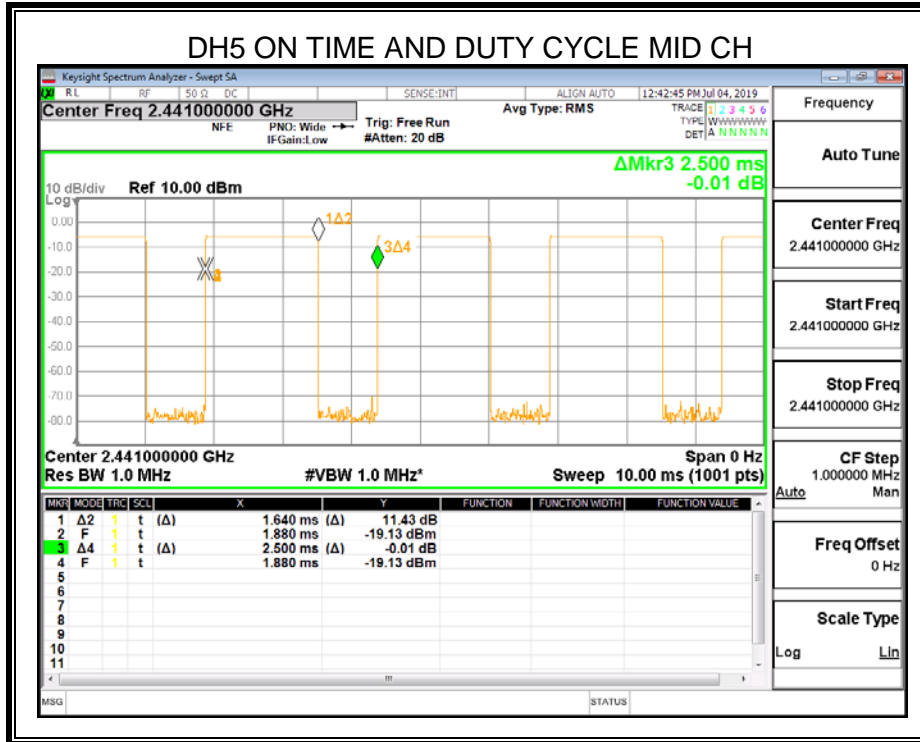 DH5 ON TIME AND DUTY CYCLE MID CH
Keysight Spectrum Analyzer - Swept SA
RL RF 50 Ω DC SENSE:INT ALIGN AUTO 12:42:45 PM Jul 04, 2019
Center Freq 2.441000000 GHz
NFE
PNO: Wide
IFGain:Low
Trig: Free Run
#Atten: 20 dB
Avg Type: RMS
TRACE 1 2 3 4 5 6
TYPE WWWWWW
DET A N N N N N
ΔMkr3 2.500 ms
-0.01 dB
10 dB/div Ref 10.00 dBm
Log
0.00
-10.0
-20.0
-30.0
-40.0
-50.0
-60.0
-70.0
-80.0
1Δ2
3Δ4
Center 2.441000000 GHz Span 0 Hz
Res BW 1.0 MHz #VBW 1.0 MHz* Sweep 10.00 ms (1001 pts)
MKR MODE TRC SCL X Y FUNCTION FUNCTION WIDTH FUNCTION VALUE
1 Δ2 1 t (Δ) 1.640 ms (Δ) 11.43 dB
2 F 1 t 1.880 ms -19.13 dBm
3 Δ4 1 t (Δ) 2.500 ms (Δ) -0.01 dB
4 F 1 t 1.880 ms -19.13 dBm
5
6
7
8
9
10
11
MSG STATUS
Frequency
Auto Tune
Center Freq
2.441000000 GHz
Start Freq
2.441000000 GHz
Stop Freq
2.441000000 GHz
CF Step
1.000000 MHz
Auto Man
Freq Offset
0 Hz
Scale Type
Log Lin